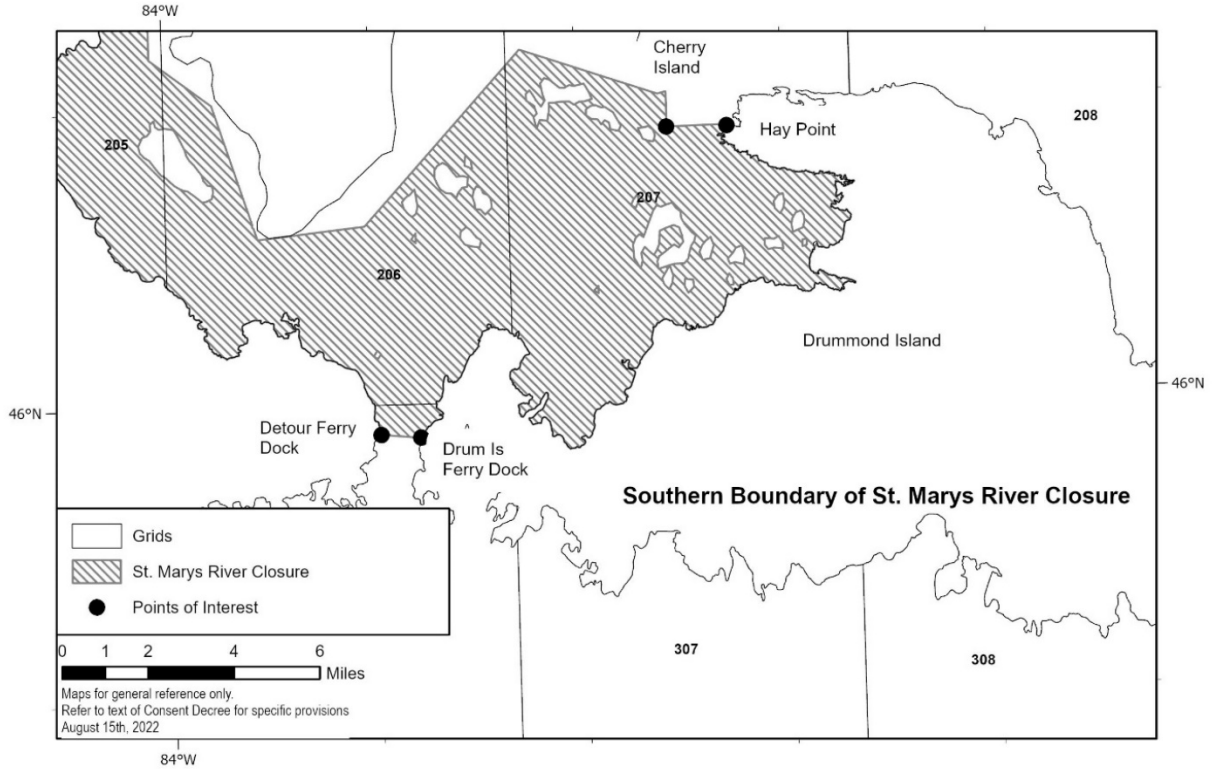 84°W
Cherry
Island
208
Hay Point
205
207
206
Drummond Island
46°N
46°N
Detour Ferry
Dock
Drum Is
Ferry Dock
Southern Boundary of St. Marys River Closure
Grids
St. Marys River Closure
Points of Interest
307
308
0 1 2 4 6
Miles
Maps for general reference only.
Refer to text of Consent Decree for specific provisions
August 15th, 2022
84°W